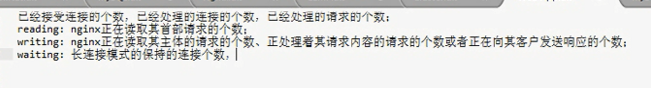 已经接受连接的个数，已经处理的连接的个数，已经处理的请求的个数；
reading: nginx正在读取其首部请求的个数；
writing: nginx正在读取其主体的请求的个数、正处理着其请求内容的请求的个数或者正在向其客户发送响应的个数；
waiting: 长连接模式的保持的连接个数，